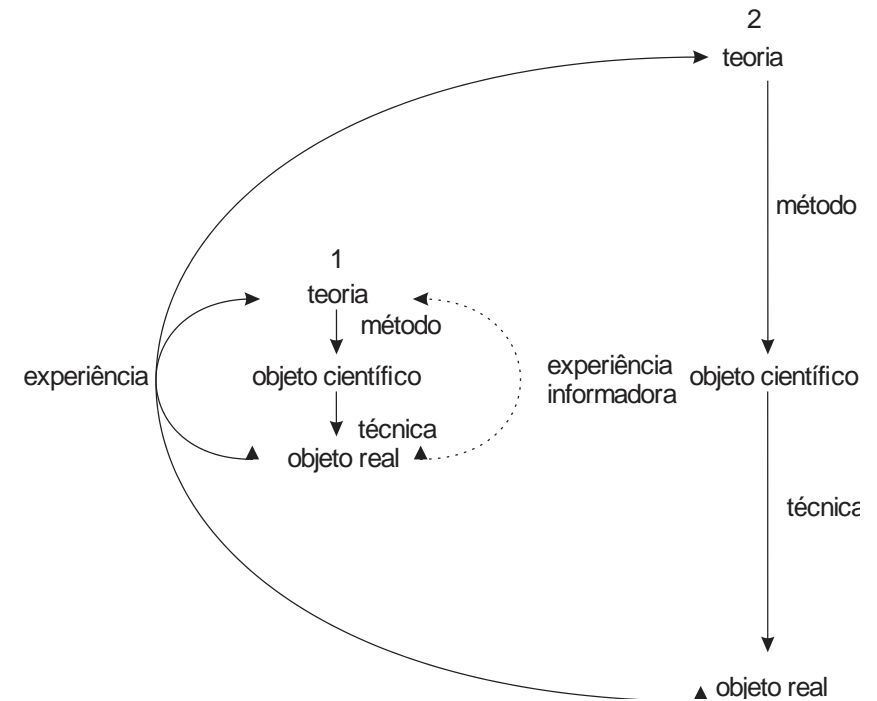 2
teoria
método
1
teoria
método
experiência
objeto científico
experiência
informadora
objeto científico
técnica
objeto real
técnica
objeto real